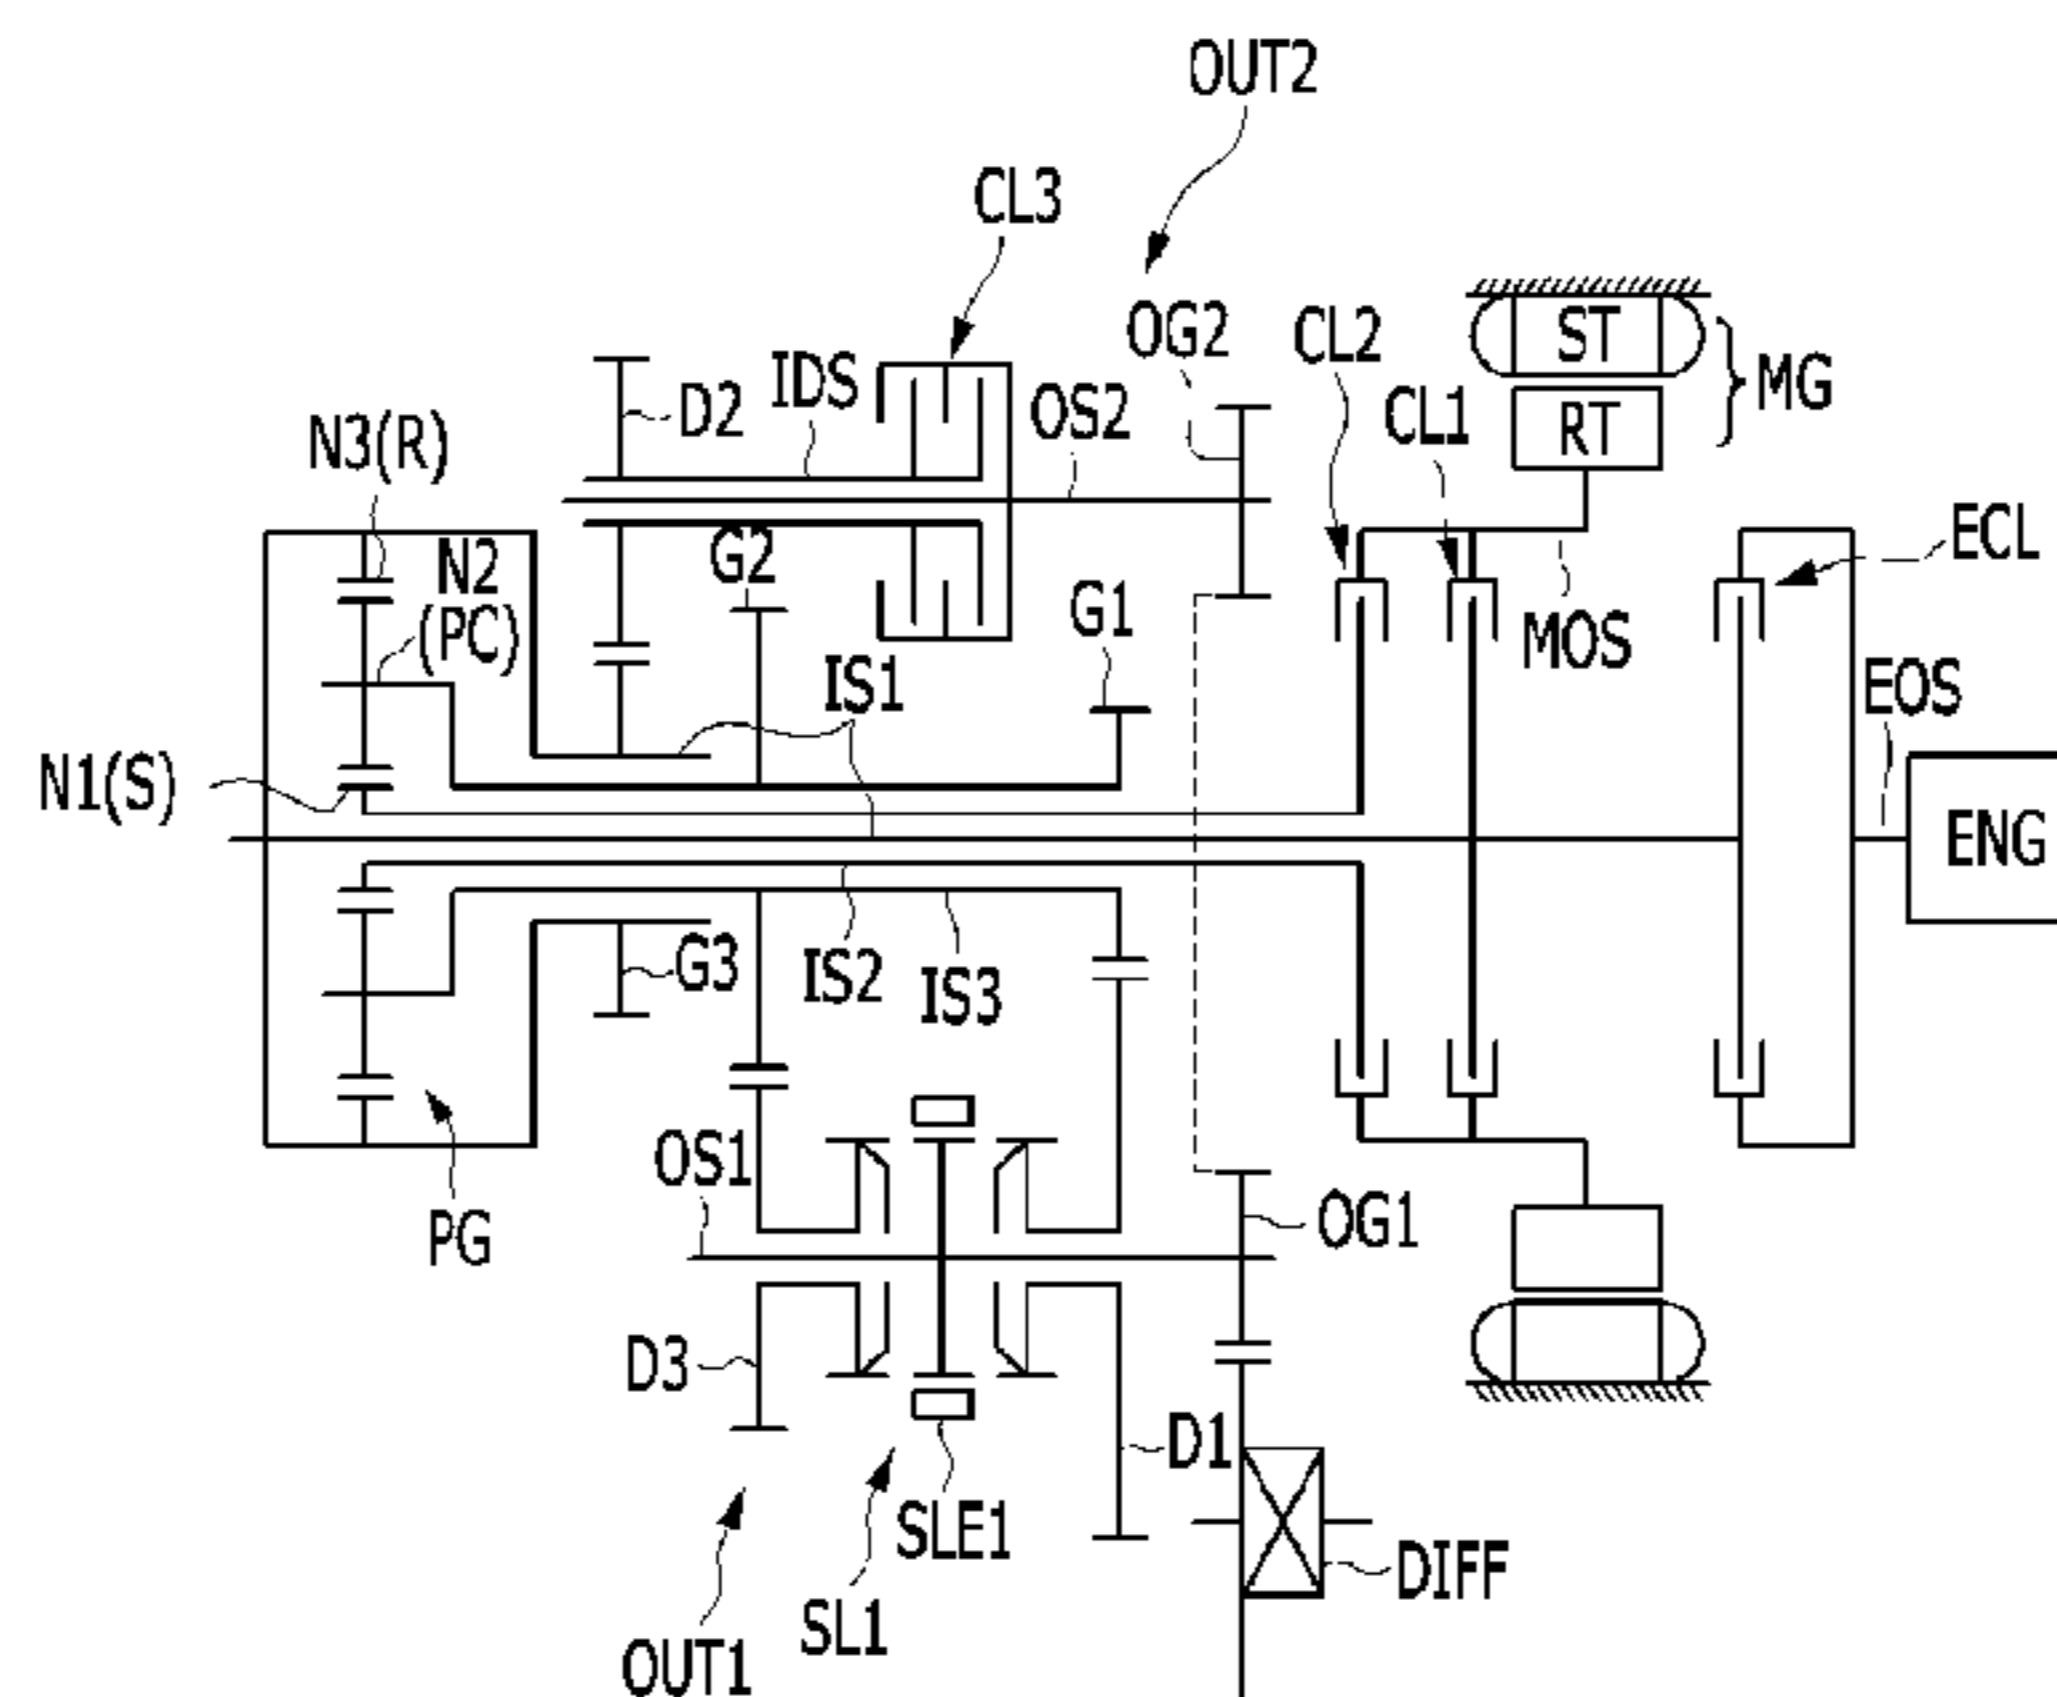 OUT2
CL3
OG2
CL2
ST
MG
IDS
D2
OS2
CL1
RT
N3(R)
ECL
N2
(PC)
G2
G1
MOS
IS1
EOS
N1(S)
ENG
G3
IS2
IS3
OS1
PG
OG1
D3
D1
SLE1
DIFF
SL1
OUT1